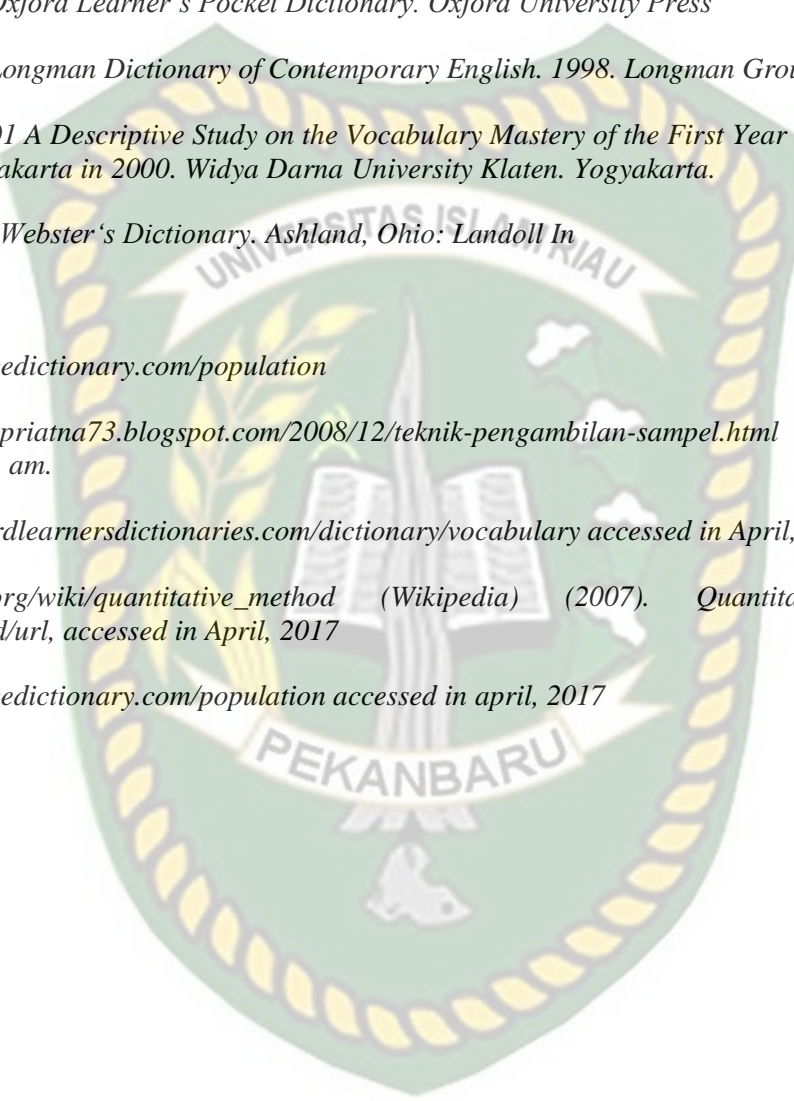 Oxford Learner's Pocket Dictionary. Oxford University Press
Longman Dictionary of Contemporary English. 1998. Longman Grou
01 A Descriptive Study on the Vocabulary Mastery of the First Year
akarta in 2000. Widya Darna University Klaten. Yogyakarta.
UNIVERSITAS ISLAM RIAU
Webster‘s Dictionary. Ashland, Ohio: Landoll In
edictionary.com/population
priatna73.blogspot.com/2008/12/teknik-pengambilan-sampel.html
am.
rdlearnersdictionaries.com/dictionary/vocabulary accessed in April,
org/wiki/quantitative_method (Wikipedia) (2007). Quantita
d/url, accessed in April, 2017
edictionary.com/population accessed in april, 2017
PEKANBARU